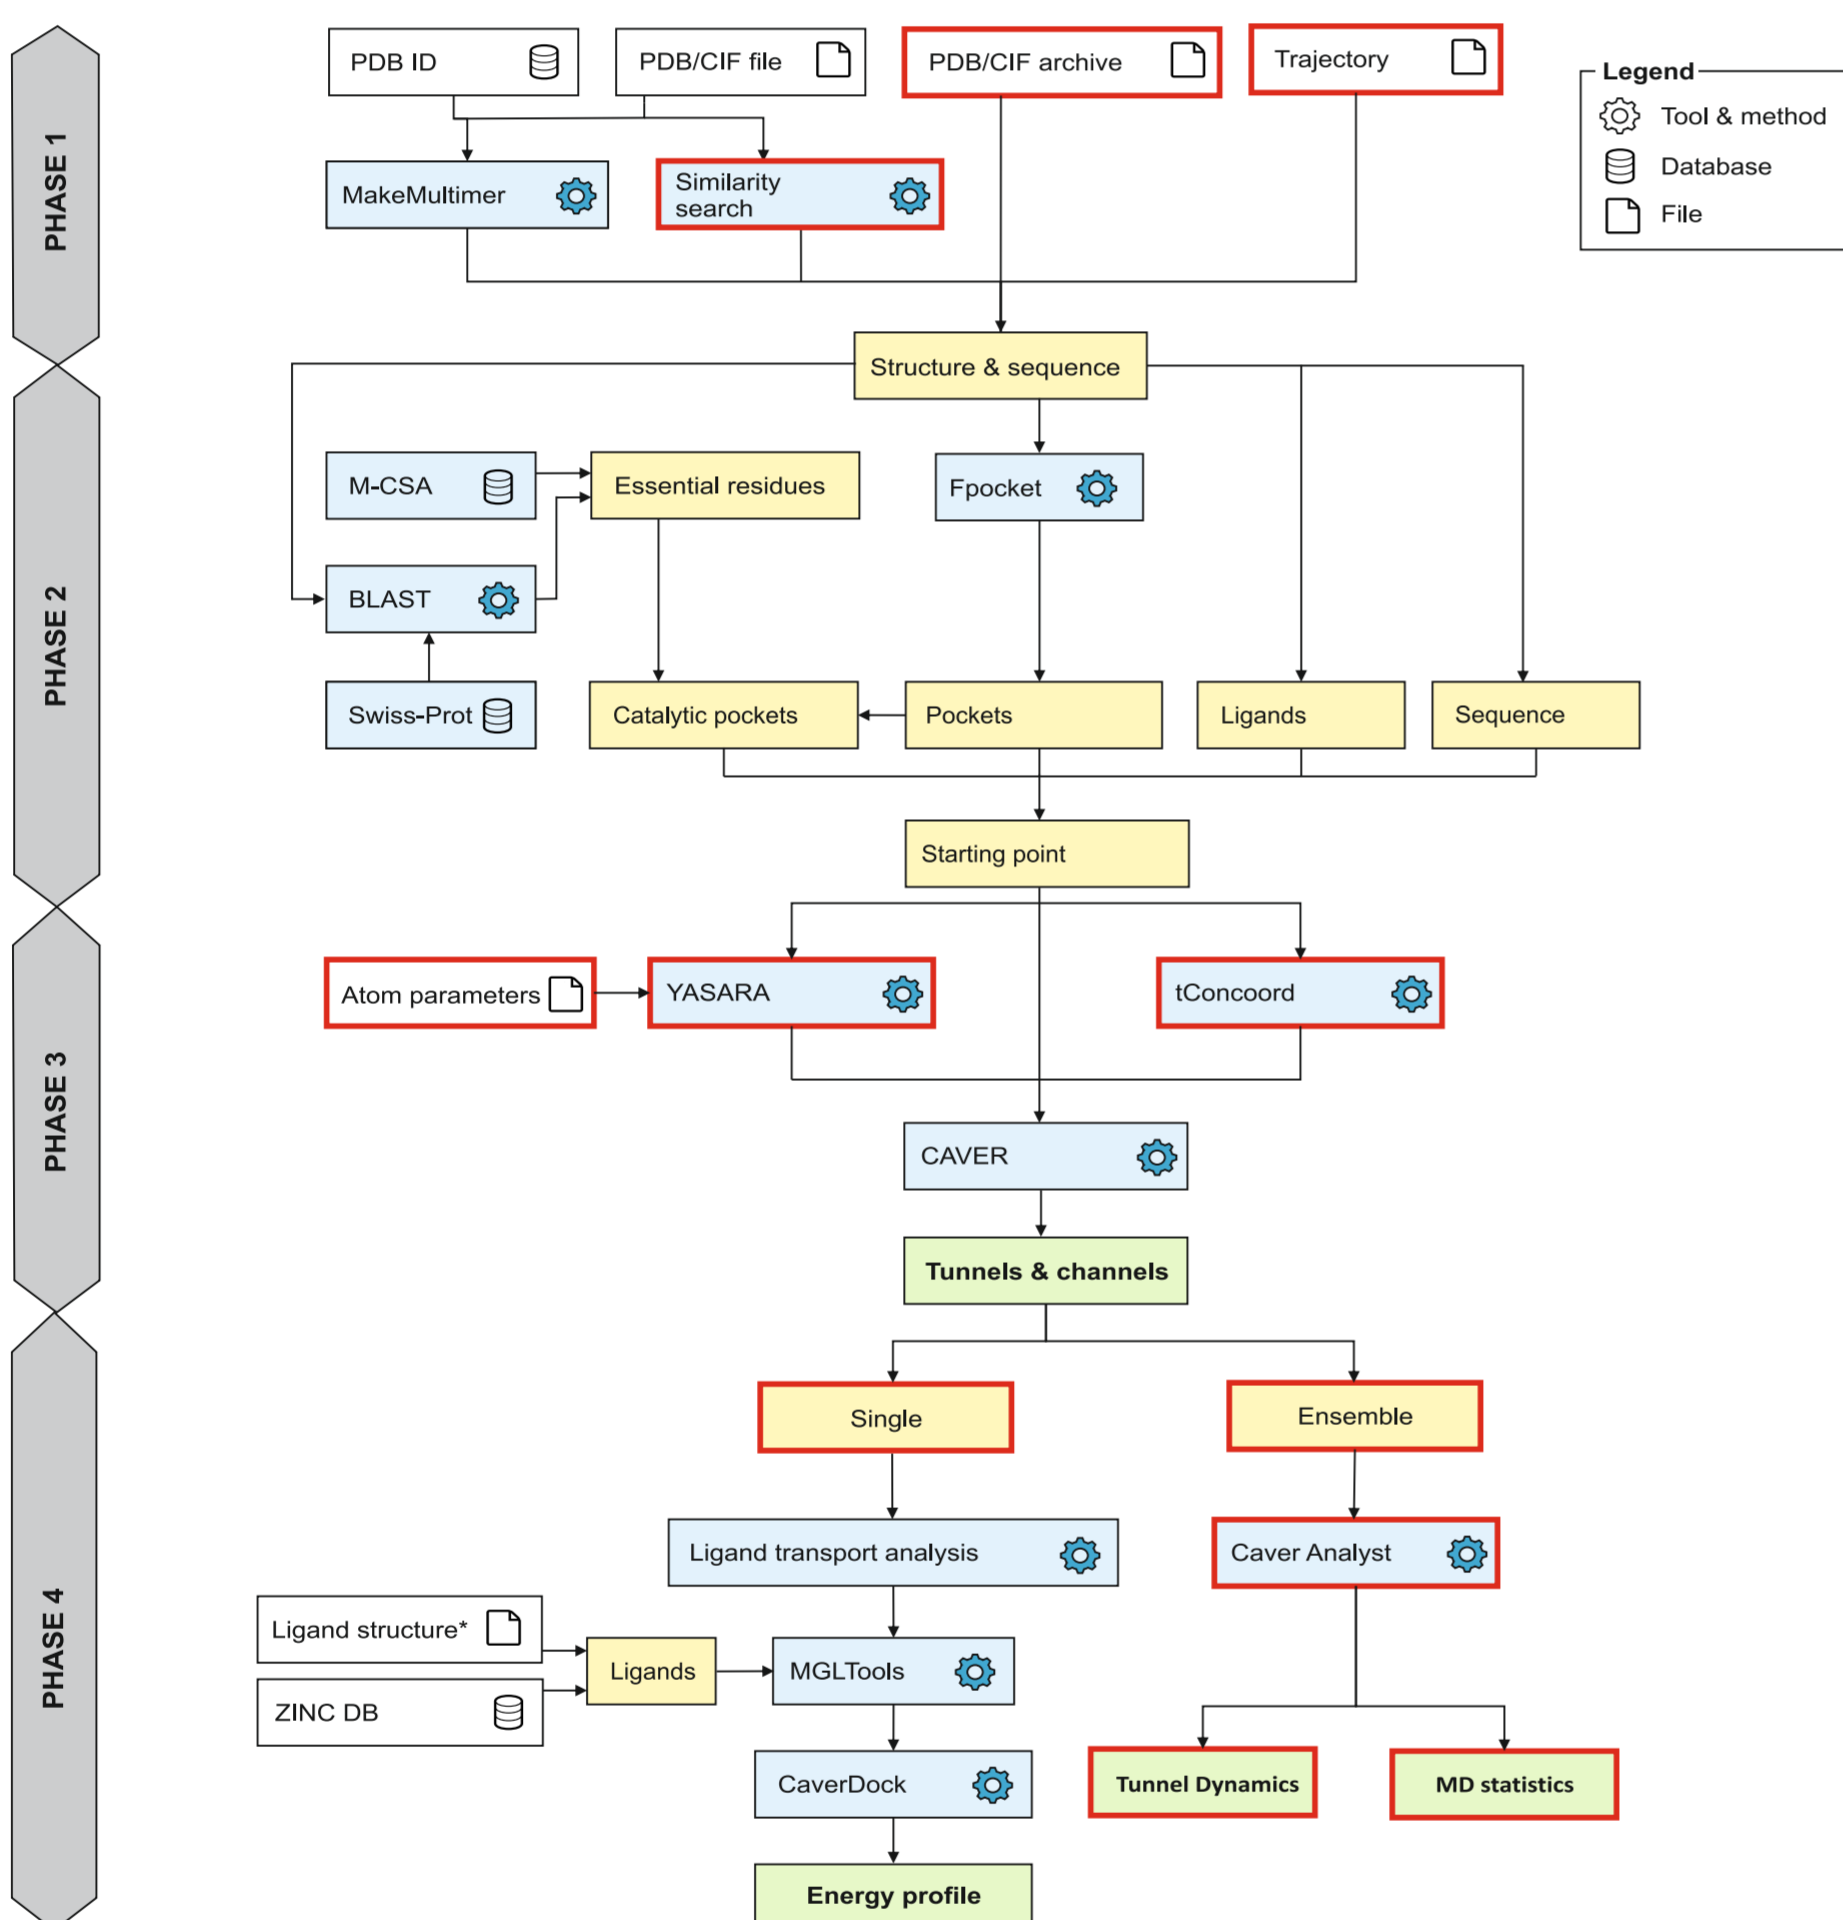 PDB ID
PDB/CIF file
PDB/CIF archive
Trajectory
Legend
Tool & method
Database
File
PHASE 1
MakeMultimer
Similarity
search
Structure & sequence
PHASE 2
M-CSA
Essential residues
Fpocket
BLAST
Swiss-Prot
Catalytic pockets
Pockets
Ligands
Sequence
Starting point
PHASE 3
Atom parameters
YASARA
tConcoord
CAVER
Tunnels & channels
PHASE 4
Single
Ensemble
Ligand transport analysis
Caver Analyst
Ligand structure*
Ligands
MGLTools
ZINC DB
CaverDock
Tunnel Dynamics
MD statistics
Energy profile